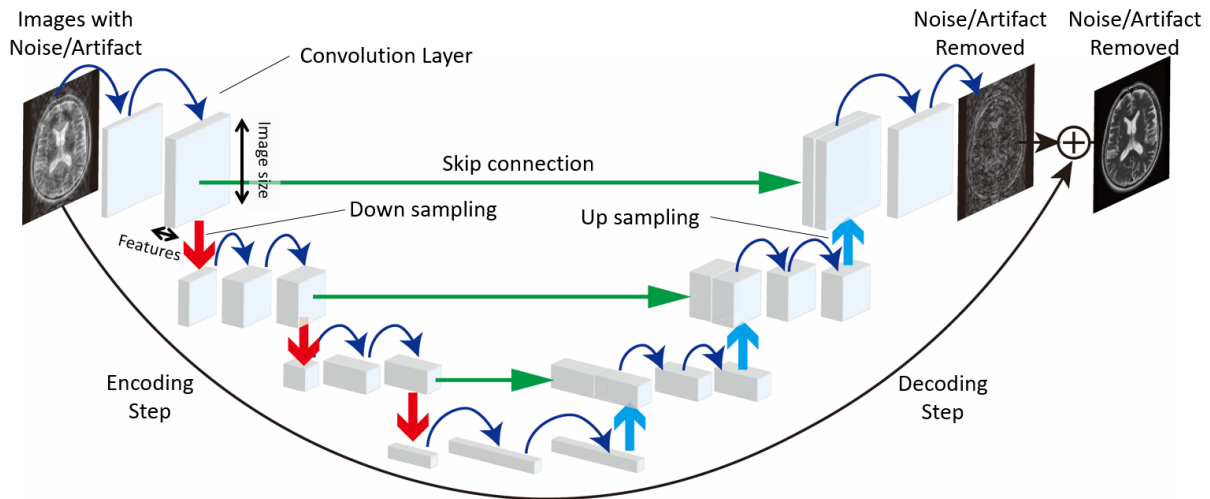 Images with
Noise/Artifact
Convolution Layer
Noise/Artifact
Removed
Noise/Artifact
Removed
Image size
Skip connection
Down sampling
Up sampling
Features
Encoding
Step
Decoding
Step